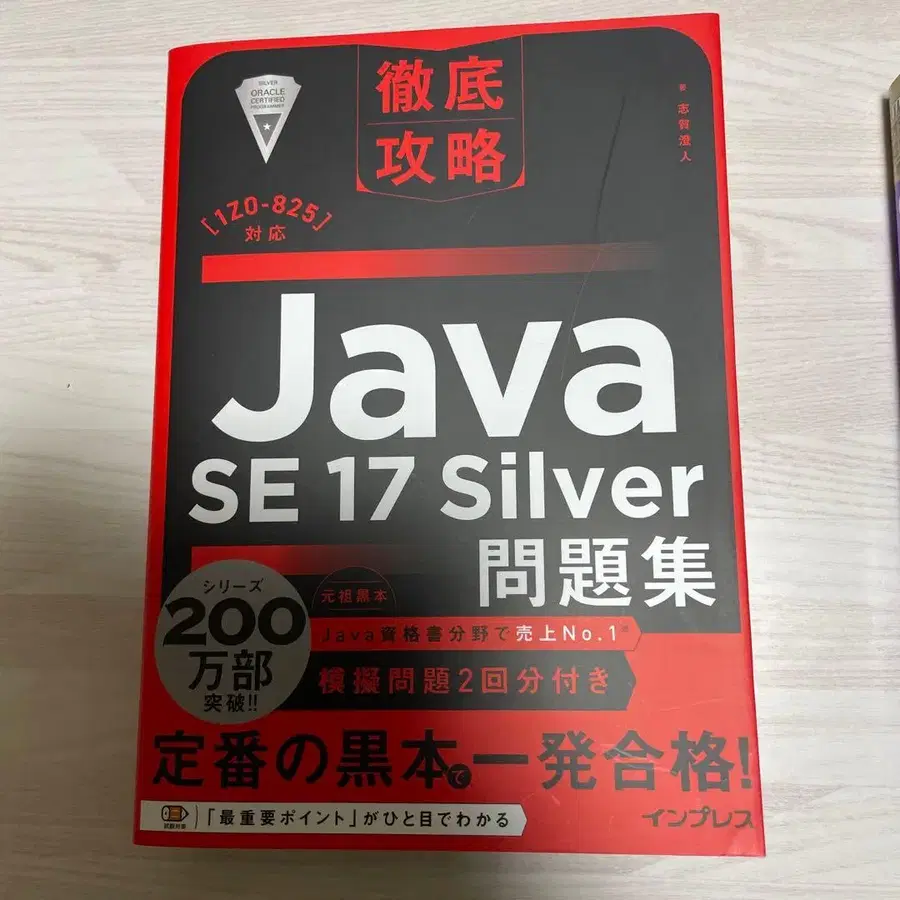 SILVER
ORACLE
CERTIFIED
PROGRAMMER
徹底
攻略
著 志賀澄人
[1Z0-825]
対応
Java
SE 17 Silver
問題集
シリーズ
200
万部
突破!!
元祖黒本
Java資格書分野で売上No.1
模擬問題2回分付き
定番の黒本で一発合格!
試験対策
「最重要ポイント」がひと目でわかる
インプレス